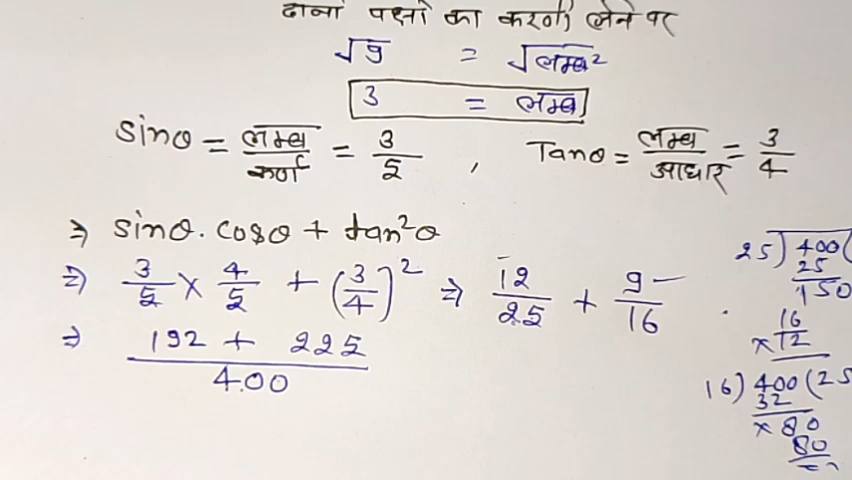 दोनों पक्षों का करणी लेने पर
√9 = √लम्ब²
3 = लम्ब
sinθ = लम्ब/कर्ण = 3/5 , Tanθ = लम्ब/आधार = 3/4
⇒ sinθ. cosθ + tan²θ
⇒ 3/5 × 4/5 + (3/4)² ⇒ 12/25 + 9/16
⇒ 192 + 225 / 400
25) 400 (
25
150
16
× 12
16) 400 (25
32
× 80
80